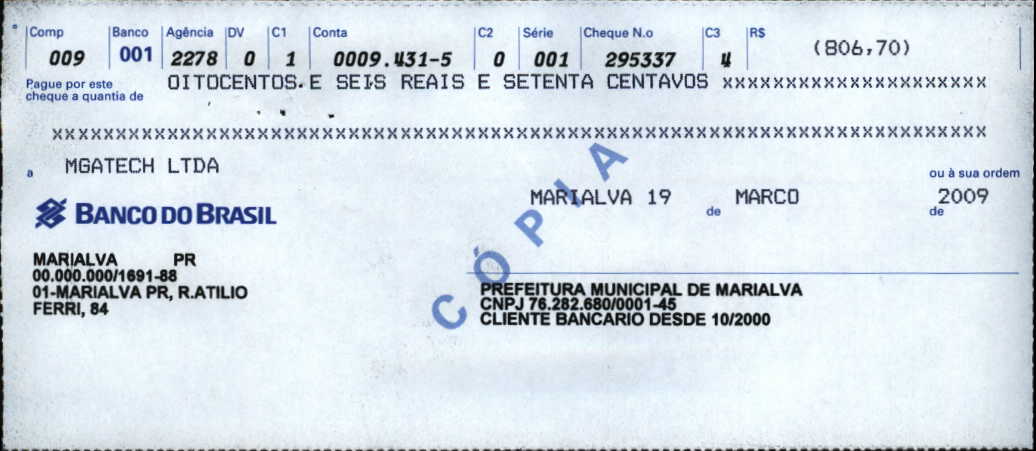 Comp Banco Agência DV C1 Conta C2 Série Cheque N.o C3 R$
009 001 2278 0 1 0009.431-5 0 001 295337 4 (806,70)
Pague por este cheque a quantia de OITOCENTOS E SEIS REAIS E SETENTA CENTAVOS xxxxxxxxxxxxxxxxxxxxx
xxxxxxxxxxxxxxxxxxxxxxxxxxxxxxxxxxxxxxxxxxxxxxxxxxxxxxxxxxxxxxxxxxxxxxxxx
a MGATECH LTDA ou à sua ordem
MARIALVA 19 de MARCO de 2009
CÓPIA
BANCO DO BRASIL
MARIALVA PR
00.000.000/1691-88
01-MARIALVA PR, R.ATILIO
FERRI, 84
PREFEITURA MUNICIPAL DE MARIALVA
CNPJ 76.282.680/0001-45
CLIENTE BANCARIO DESDE 10/2000